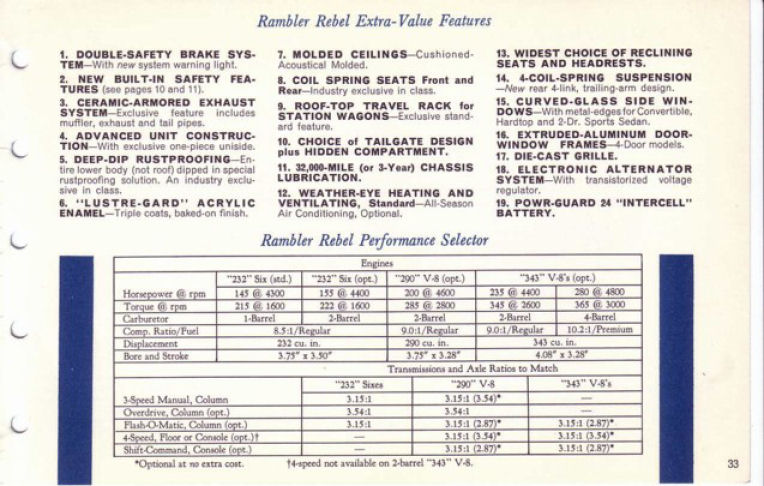 Rambler Rebel Extra-Value Features
1. DOUBLE-SAFETY BRAKE SYS-
TEM—With new system warning light.
2. NEW BUILT-IN SAFETY FEA-
TURES (see pages 10 and 11).
3. CERAMIC-ARMORED EXHAUST
SYSTEM—Exclusive feature includes
muffler, exhaust and tail pipes.
4. ADVANCED UNIT CONSTRUC-
TION—With exclusive one-piece uniside.
5. DEEP-DIP RUSTPROOFING—En-
tire lower body (not roof) dipped in special
rustproofing solution. An industry exclu-
sive in class.
6. "LUSTRE-GARD" ACRYLIC
ENAMEL—Triple coats, baked-on finish.
7. MOLDED CEILINGS—Cushioned-
Acoustical Molded.
8. COIL SPRING SEATS Front and
Rear—Industry exclusive in class.
9. ROOF-TOP TRAVEL RACK for
STATION WAGONS—Exclusive stand-
ard feature.
10. CHOICE of TAILGATE DESIGN
plus HIDDEN COMPARTMENT.
11. 32,000-MILE (or 3-Year) CHASSIS
LUBRICATION.
12. WEATHER-EYE HEATING AND
VENTILATING, Standard—All-Season
Air Conditioning, Optional.
13. WIDEST CHOICE OF RECLINING
SEATS AND HEADRESTS.
14. 4-COIL-SPRING SUSPENSION
—New rear 4-link, trailing-arm design.
15. CURVED-GLASS SIDE WIN-
DOWS—With metal-edges for Convertible,
Hardtop and 2-Dr. Sports Sedan.
16. EXTRUDED-ALUMINUM DOOR-
WINDOW FRAMES—4-Door models.
17. DIE-CAST GRILLE.
18. ELECTRONIC ALTERNATOR
SYSTEM—With transistorized voltage
regulator.
19. POWR-GUARD 24 "INTERCELL"
BATTERY.
Rambler Rebel Performance Selector
Engines
"232" Six (std.) "232" Six (opt.) "290" V-8 (opt.) "343" V-8's (opt.)
Horsepower @ rpm 145 @ 4300 155 @ 4400 200 @ 4600 235 @ 4400 280 @ 4800
Torque @ rpm 215 @ 1600 222 @ 1600 285 @ 2800 345 @ 2600 365 @ 3000
Carburetor 1-Barrel 2-Barrel 2-Barrel 2-Barrel 4-Barrel
Comp. Ratio/Fuel 8.5:1/Regular 9.0:1/Regular 9.0:1/Regular 10.2:1/Premium
Displacement 232 cu. in. 290 cu. in. 343 cu. in.
Bore and Stroke 3.75" x 3.50" 3.75" x 3.28" 4.08" x 3.28"
Transmissions and Axle Ratios to Match
"232" Sixes "290" V-8 "343" V-8's
3-Speed Manual, Column 3.15:1 3.15:1 (3.54)* —
Overdrive, Column (opt.) 3.54:1 3.54:1 —
Flash-O-Matic, Column (opt.) 3.15:1 3.15:1 (2.87)* 3.15:1 (2.87)*
4-Speed, Floor or Console (opt.)† — 3.15:1 (3.54)* 3.15:1 (3.54)*
Shift-Command, Console (opt.) — 3.15:1 (2.87)* 3.15:1 (2.87)*
*Optional at no extra cost. †4-speed not available on 2-barrel "343" V-8.
33